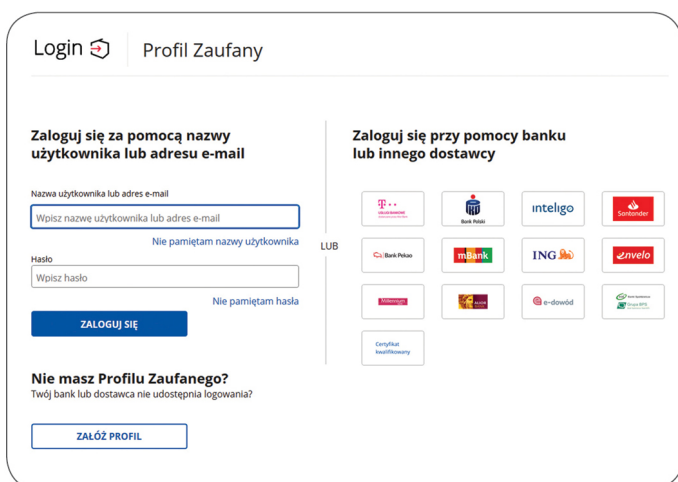 Login
Profil Zaufany
Zaloguj się za pomocą nazwy
użytkownika lub adresu e-mail
Nazwa użytkownika lub adres e-mail
Wpisz nazwę użytkownika lub adres e-mail
Nie pamiętam nazwy użytkownika
Hasło
Wpisz hasło
Nie pamiętam hasła
ZALOGUJ SIĘ
Nie masz Profilu Zaufanego?
Twój bank lub dostawca nie udostępnia logowania?
ZAŁÓŻ PROFIL
LUB
Zaloguj się przy pomocy banku
lub innego dostawcy
T
USŁUGI BANKOWE
Bank Polski
inteligo
Santander
Bank Pekao
mBank
ING
envelo
Millennium
ALIOR
e-dowód
Grupa BPS
Certyfikat
kwalifikowany